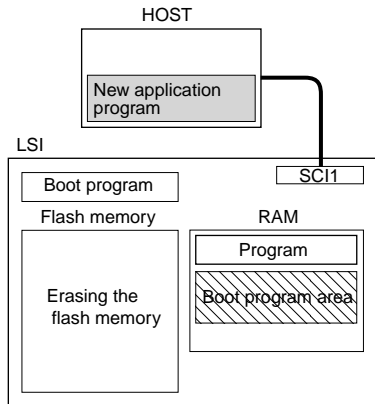 HOST
New application
program
LSI
SCI1
Boot program
Flash memory
RAM
Program
Erasing the
flash memory
Boot program area